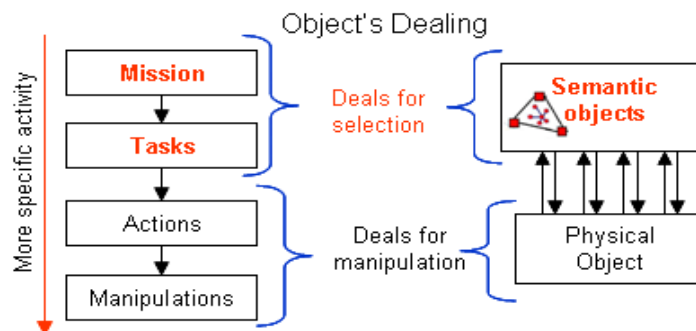 Object's Dealing
More specific activity
Mission
Tasks
Actions
Manipulations
Deals for
selection
Deals for
manipulation
Semantic
objects
Physical
Object